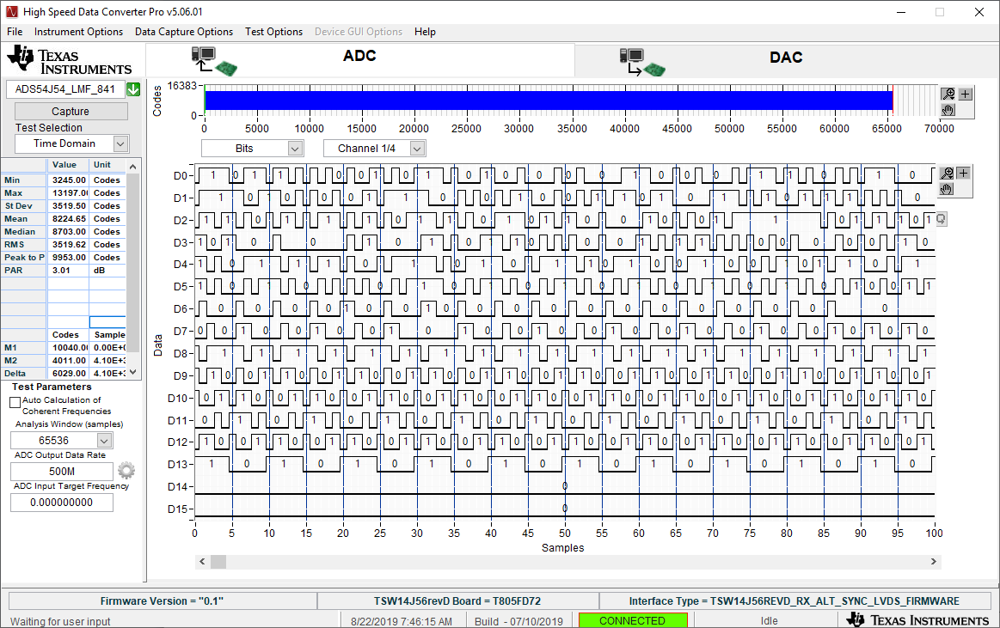 High Speed Data Converter Pro v5.06.01
File Instrument Options Data Capture Options Test Options Device GUI Options Help
TEXAS INSTRUMENTS
ADC
DAC
ADS54J54_LMF_841
Capture
Test Selection
Time Domain
Value Unit
Min 3245.00 Codes
Max 13197.0 Codes
St Dev 3519.50 Codes
Mean 8224.65 Codes
Median 8703.00 Codes
RMS 3519.62 Codes
Peak to P 9953.00 Codes
PAR 3.01 dB
Codes Sample
M1 10040.0 0.00E+0
M2 4011.00 4.10E+3
Delta 6029.00 4.10E+3
Test Parameters
Auto Calculation of
Coherent Frequencies
Analysis Window (samples)
65536
ADC Output Data Rate
500M
ADC Input Target Frequency
0.000000000
Codes
16383
0
0 5000 10000 15000 20000 25000 30000 35000 40000 45000 50000 55000 60000 65000 70000
Bits
Channel 1/4
Data
D0
D1
D2
D3
D4
D5
D6
D7
D8
D9
D10
D11
D12
D13
D14 0
D15 0
0 5 10 15 20 25 30 35 40 45 50 55 60 65 70 75 80 85 90 95 100
Samples
Firmware Version = "0.1"
TSW14J56revD Board = T805FD72
Interface Type = TSW14J56REVD_RX_ALT_SYNC_LVDS_FIRMWARE
Waiting for user input
8/22/2019 7:46:15 AM
Build - 07/10/2019
CONNECTED
Idle
TEXAS INSTRUMENTS